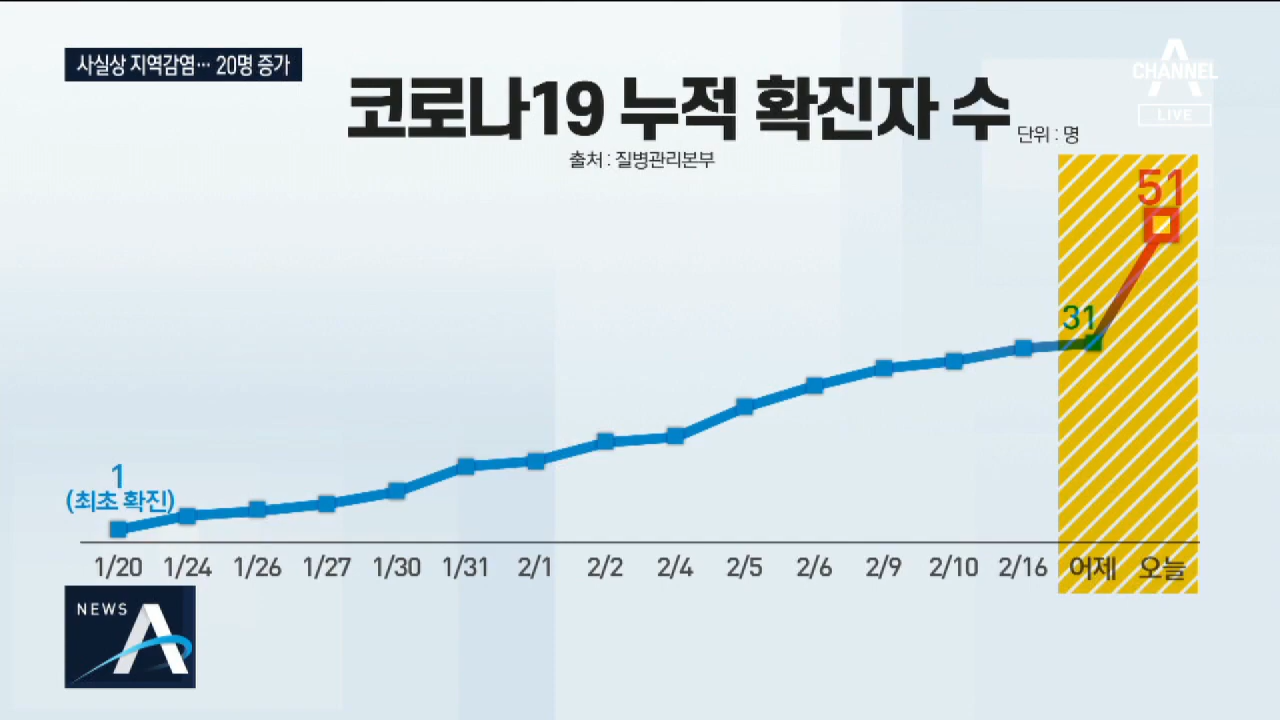 사실상 지역감염… 20명 증가
CHANNEL
LIVE
코로나19 누적 확진자 수
단위 : 명
출처 : 질병관리본부
51
31
1
(최초 확진)
1/20 1/24 1/26 1/27 1/30 1/31 2/1 2/2 2/4 2/5 2/6 2/9 2/10 2/16 어제 오늘
NEWS A